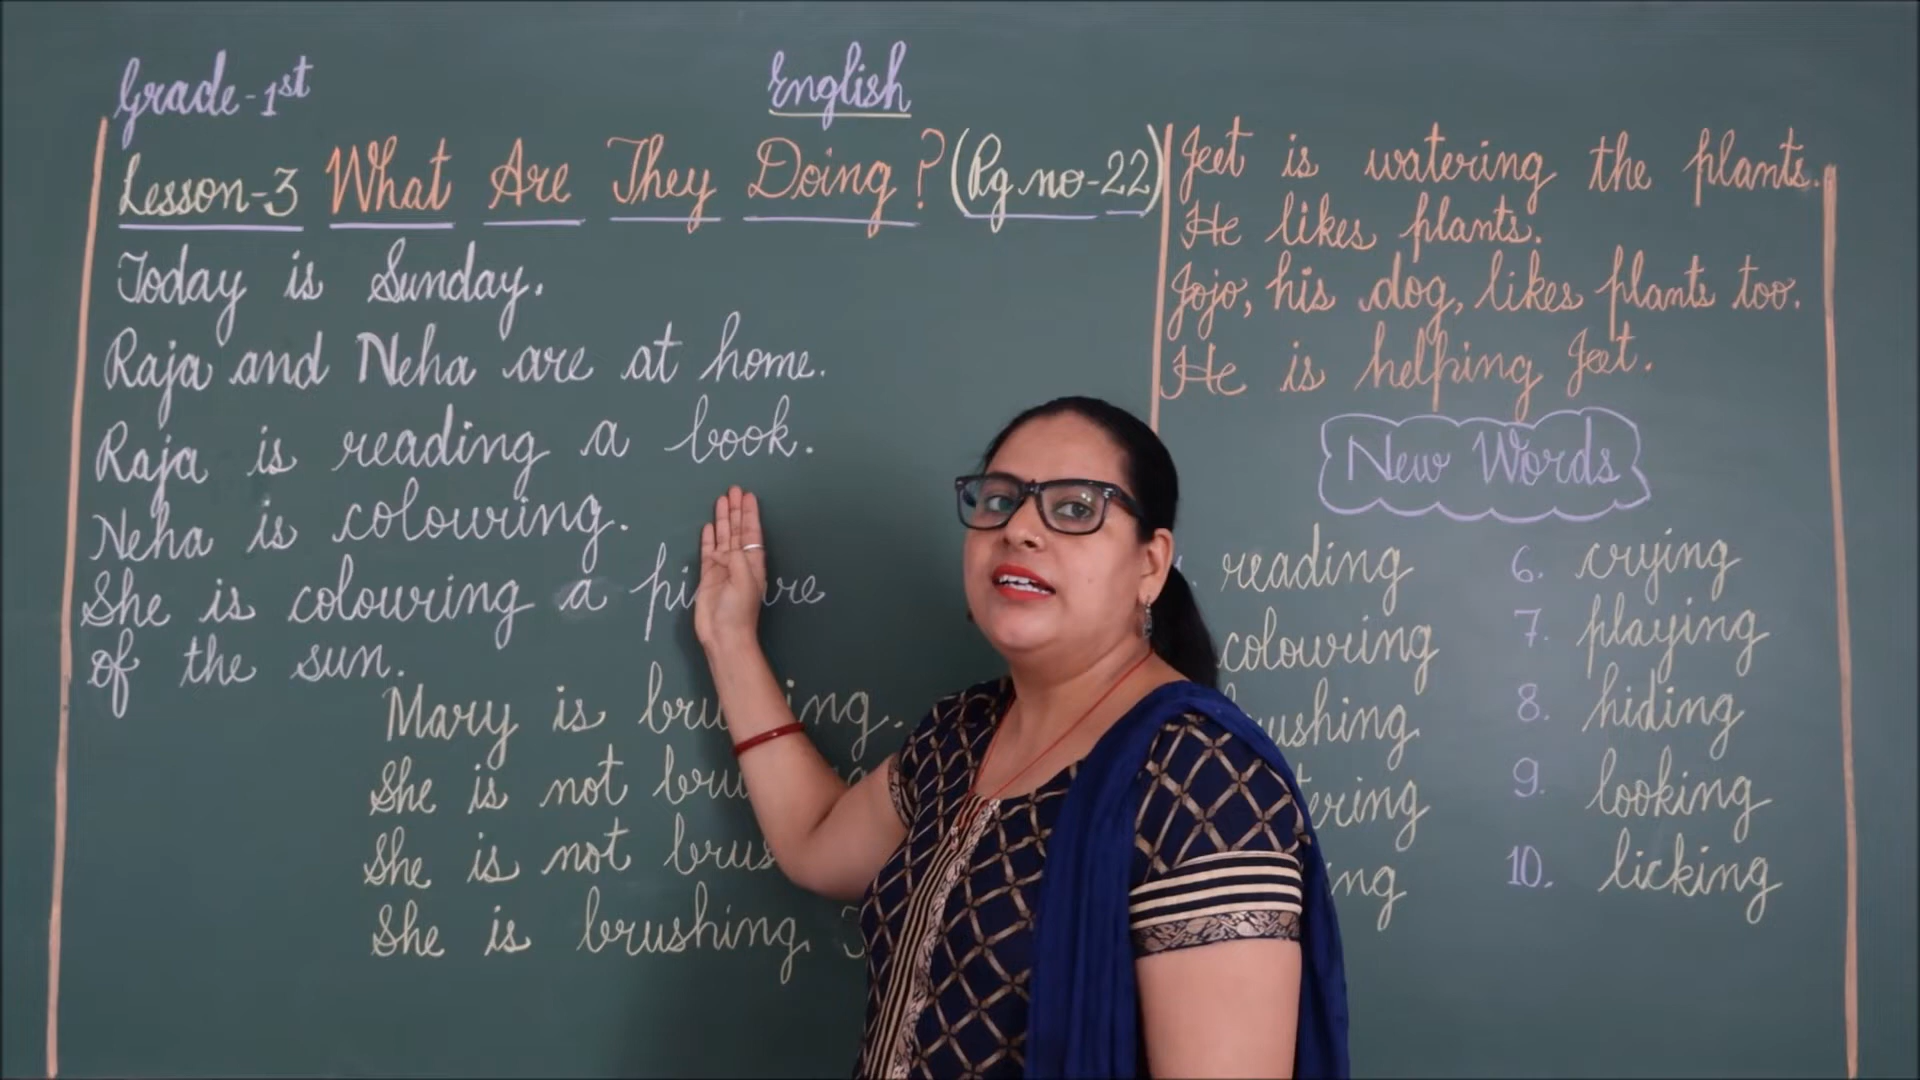 Grade-1st
English
Lesson-3 What Are They Doing? (Pg.no-22)
Today is Sunday.
Raja and Neha are at home.
Raja is reading a book.
Neha is colouring.
She is colouring a
of the sun.
Mary is
She is not
She is not
She is brushing
Jeet is watering the plants.
He likes plants.
Jojo, his dog, likes plants too.
He is helping Jeet.
New Words
reading
colouring
6. crying
7. playing
8. hiding
9. looking
10. licking